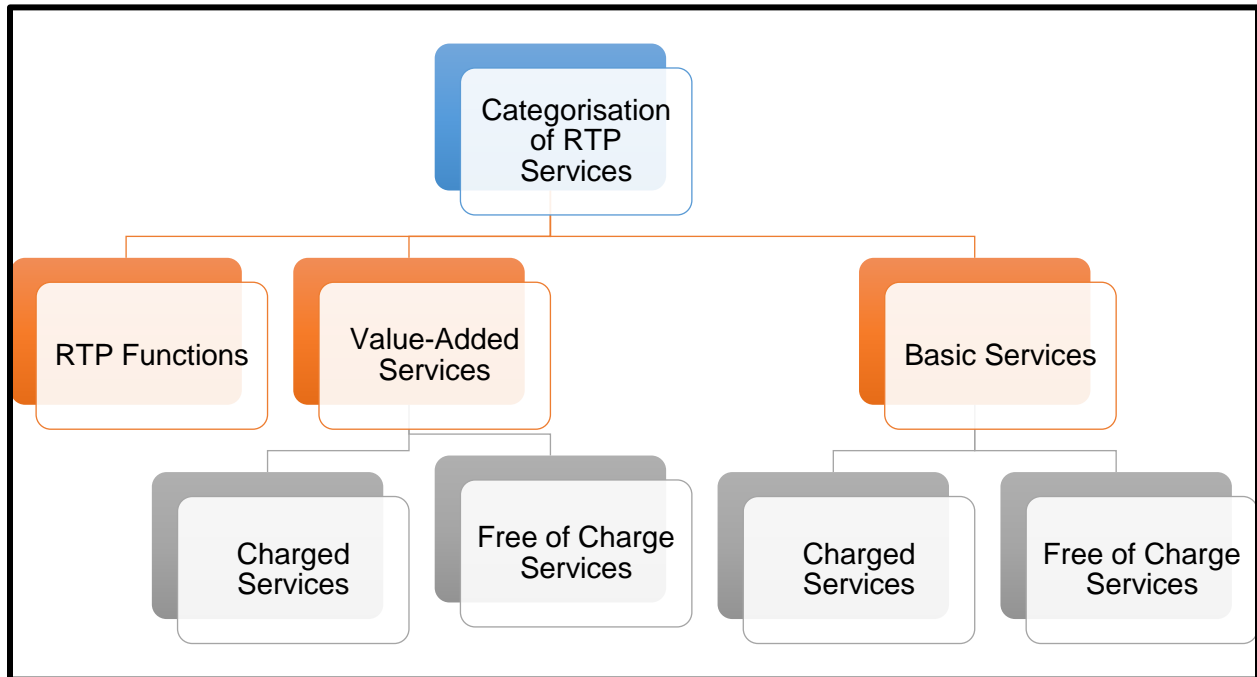 Categorisation
of RTP
Services
RTP Functions
Value-Added
Services
Basic Services
Charged
Services
Free of Charge
Services
Charged
Services
Free of Charge
Services